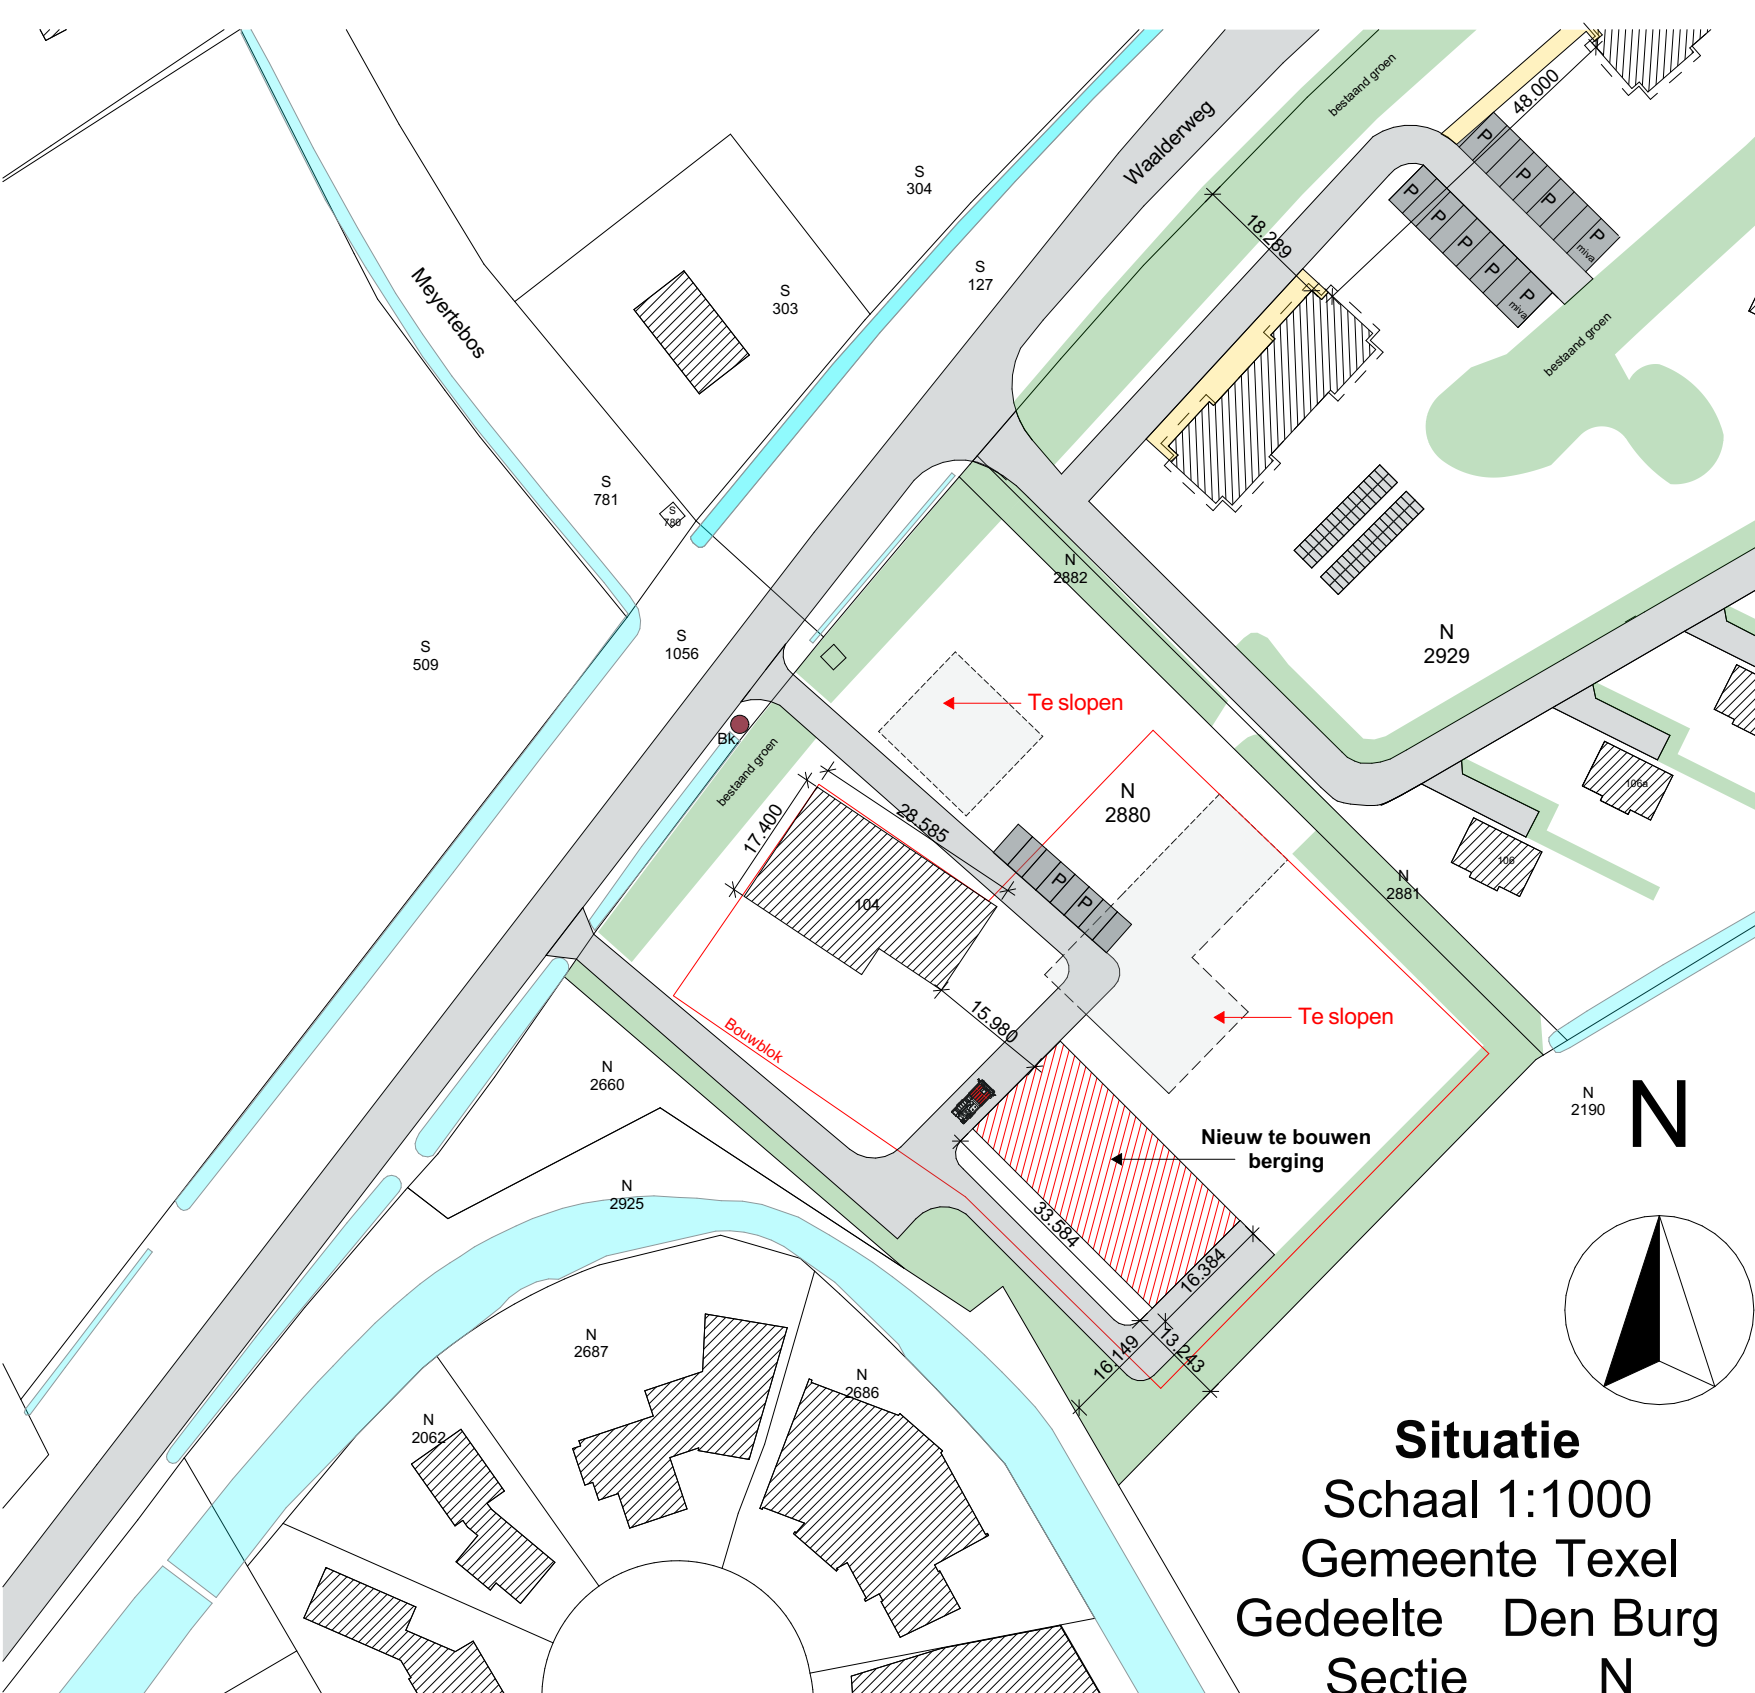 bestaand groen
48.000
Waalderweg
P
P
P
P
miva
P
P
P
P
P
miva
S
304
18.289
S
127
Meyertebos
S
303
bestaand groen
S
781
S
780
N
2882
S
509
S
1056
N
2929
Te slopen
Bk.
bestaand groen
106a
N
2880
17.400
28.585
106
P
P
N
2881
104
15.980
Te slopen
Bouwblok
N
2660
N
2190
N
Nieuw te bouwen
berging
N
2925
33.584
16.384
16.149
13.243
N
2687
N
2686
N
2062
Situatie
Schaal 1:1000
Gemeente Texel
Gedeelte Den Burg
Sectie N